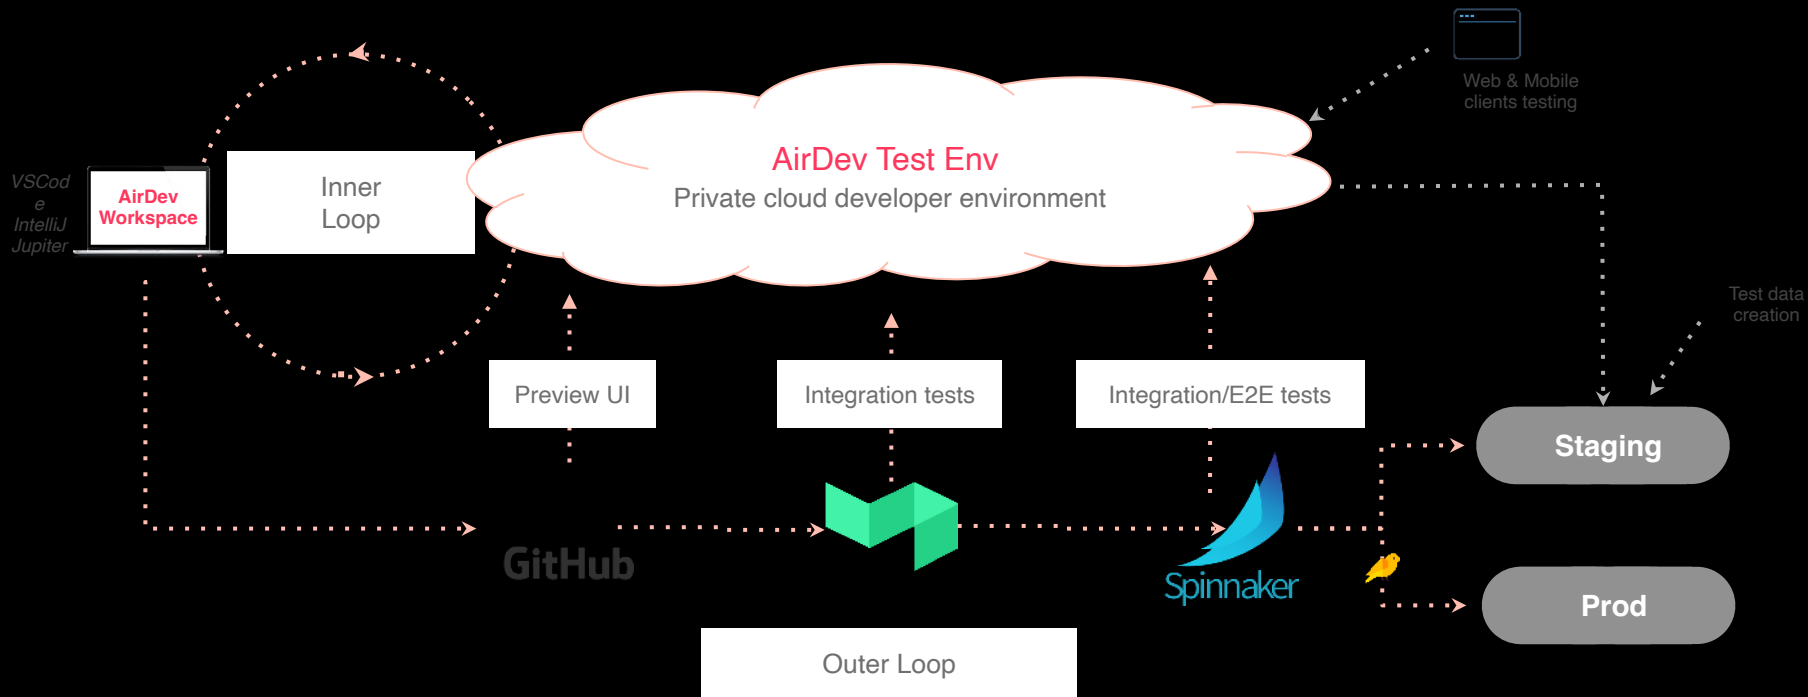 Web & Mobile
clients testing
AirDev Test Env
Private cloud developer environment
VSCod
e
IntelliJ
Jupiter
AirDev
Workspace
Inner
Loop
Test data
creation
Preview UI
Integration tests
Integration/E2E tests
Staging
GitHub
Spinnaker
Prod
Outer Loop